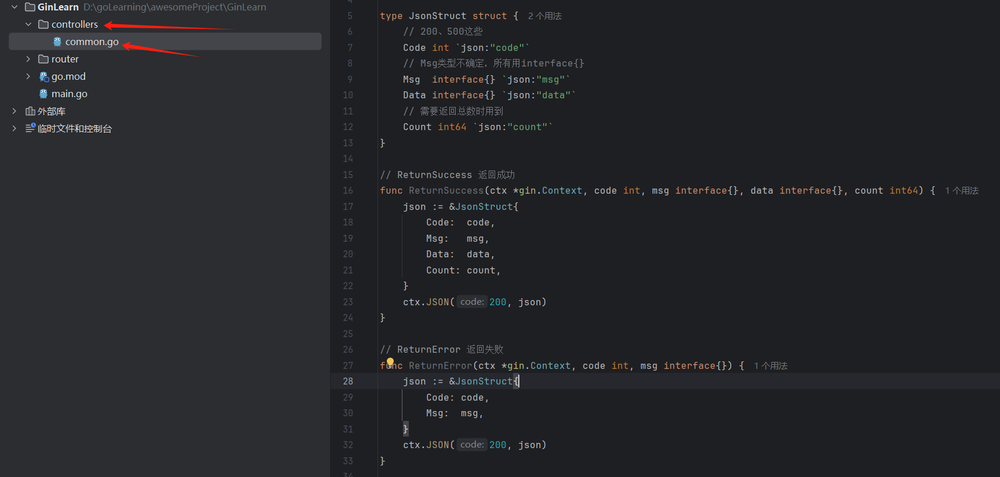 GinLearn D:\goLearning\awesomeProject\GinLearn
controllers
common.go
router
go.mod
main.go
外部库
临时文件和控制台
4
5 type JsonStruct struct { 2 个用法
6 // 200、500这些
7 Code int `json:"code"`
8 // Msg类型不确定，所有用interface{}
9 Msg  interface{} `json:"msg"`
10 Data interface{} `json:"data"`
11 // 需要返回总数时用到
12 Count int64 `json:"count"`
13 }
14
15 // ReturnSuccess 返回成功
16 func ReturnSuccess(ctx *gin.Context, code int, msg interface{}, data interface{}, count int64) { 1 个用法
17 json := &JsonStruct{
18 Code:  code,
19 Msg:   msg,
20 Data:  data,
21 Count: count,
22 }
23 ctx.JSON( code: 200, json)
24 }
25
26 // ReturnError 返回失败
27 func ReturnError(ctx *gin.Context, code int, msg interface{}) { 1 个用法
28 json := &JsonStruct{
29 Code: code,
30 Msg:  msg,
31 }
32 ctx.JSON( code: 200, json)
33 }
34